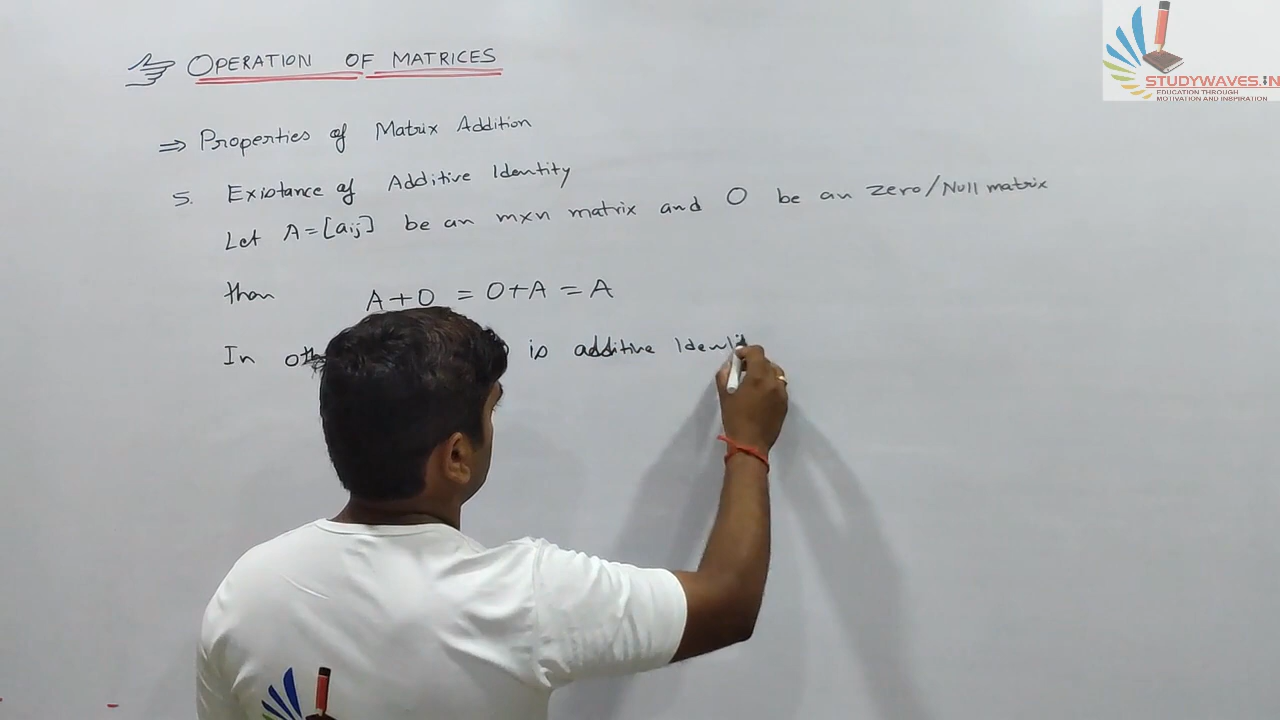 OPERATION OF MATRICES
⇒ Properties of Matrix Addition
5. Existance of Additive Identity
Let A=[aij] be an m×n matrix and O be an zero/Null matrix
than A+O = O+A = A
In is additive
STUDYWAVES.IN
EDUCATION THROUGH
MOTIVATION AND INSPIRATION